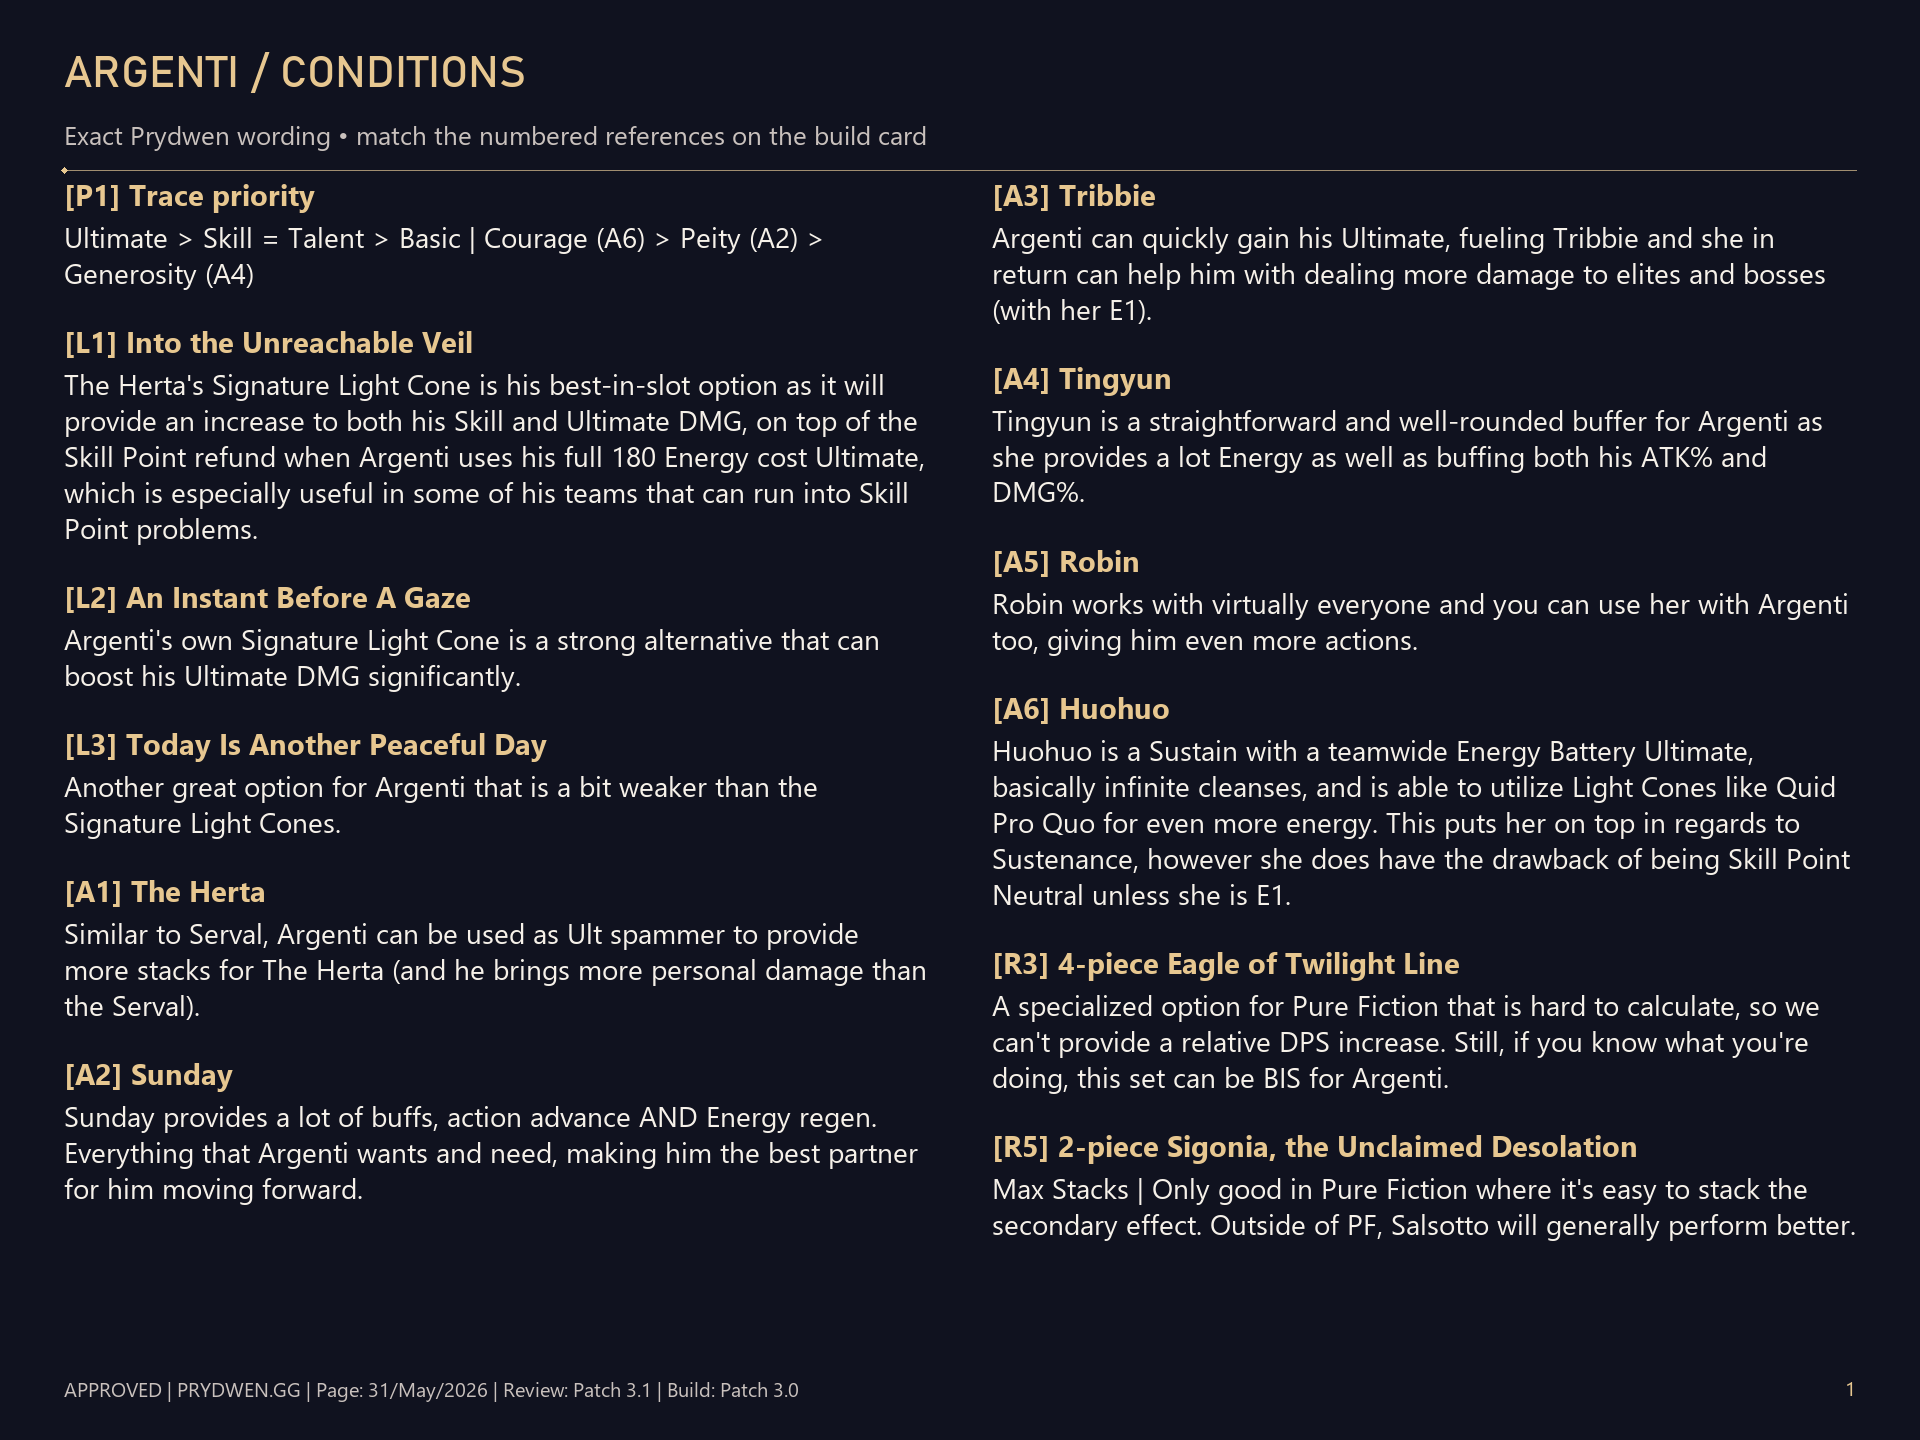 ARGENTI / CONDITIONS
Exact Prydwen wording • match the numbered references on the build card
[P1] Trace priority
Ultimate > Skill = Talent > Basic | Courage (A6) > Peity (A2) >
Generosity (A4)
[L1] Into the Unreachable Veil
The Herta's Signature Light Cone is his best-in-slot option as it will
provide an increase to both his Skill and Ultimate DMG, on top of the
Skill Point refund when Argenti uses his full 180 Energy cost Ultimate,
which is especially useful in some of his teams that can run into Skill
Point problems.
[L2] An Instant Before A Gaze
Argenti's own Signature Light Cone is a strong alternative that can
boost his Ultimate DMG significantly.
[L3] Today Is Another Peaceful Day
Another great option for Argenti that is a bit weaker than the
Signature Light Cones.
[A1] The Herta
Similar to Serval, Argenti can be used as Ult spammer to provide
more stacks for The Herta (and he brings more personal damage than
the Serval).
[A2] Sunday
Sunday provides a lot of buffs, action advance AND Energy regen.
Everything that Argenti wants and need, making him the best partner
for him moving forward.
[A3] Tribbie
Argenti can quickly gain his Ultimate, fueling Tribbie and she in
return can help him with dealing more damage to elites and bosses
(with her E1).
[A4] Tingyun
Tingyun is a straightforward and well-rounded buffer for Argenti as
she provides a lot Energy as well as buffing both his ATK% and
DMG%.
[A5] Robin
Robin works with virtually everyone and you can use her with Argenti
too, giving him even more actions.
[A6] Huohuo
Huohuo is a Sustain with a teamwide Energy Battery Ultimate,
basically infinite cleanses, and is able to utilize Light Cones like Quid
Pro Quo for even more energy. This puts her on top in regards to
Sustenance, however she does have the drawback of being Skill Point
Neutral unless she is E1.
[R3] 4-piece Eagle of Twilight Line
A specialized option for Pure Fiction that is hard to calculate, so we
can't provide a relative DPS increase. Still, if you know what you're
doing, this set can be BIS for Argenti.
[R5] 2-piece Sigonia, the Unclaimed Desolation
Max Stacks | Only good in Pure Fiction where it's easy to stack the
secondary effect. Outside of PF, Salsotto will generally perform better.
APPROVED | PRYDWEN.GG | Page: 31/May/2026 | Review: Patch 3.1 | Build: Patch 3.0
1